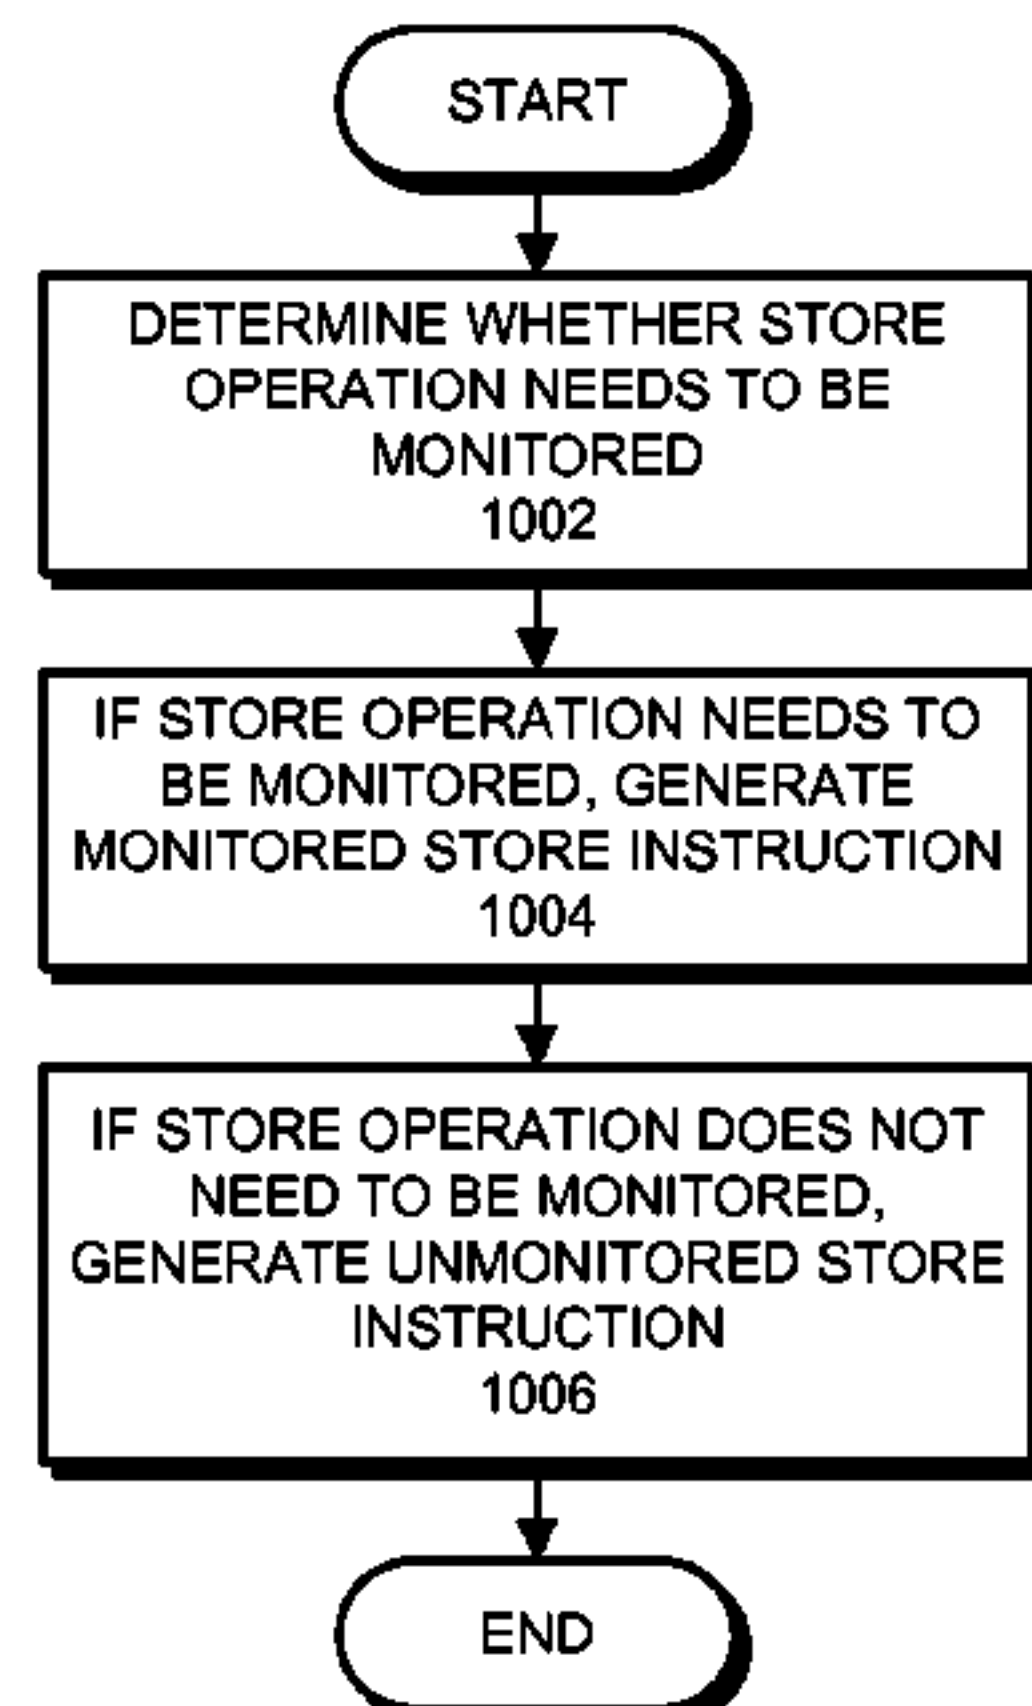 START
DETERMINE WHETHER STORE
OPERATION NEEDS TO BE
MONITORED
1002
IF STORE OPERATION NEEDS TO
BE MONITORED, GENERATE
MONITORED STORE INSTRUCTION
1004
IF STORE OPERATION DOES NOT
NEED TO BE MONITORED,
GENERATE UNMONITORED STORE
INSTRUCTION
1006
END